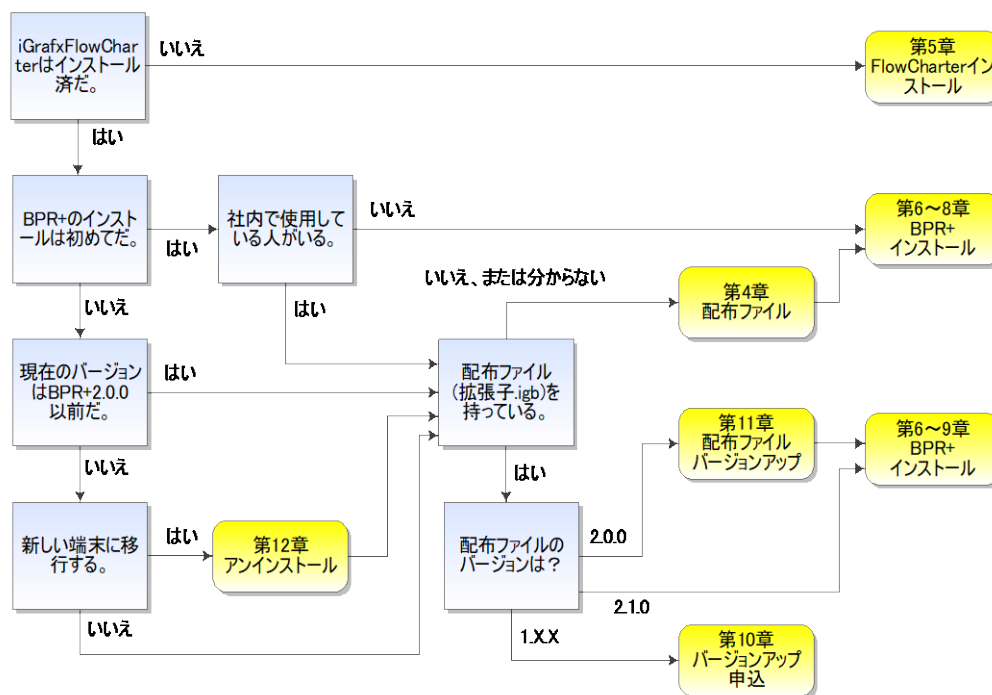 iGrafxFlowChar
terはインストール
済だ。
いいえ
第5章
FlowCharterイン
ストール
はい
BPR+のインスト
ールは初めてだ。
はい
社内で使用して
いる人がいる。
いいえ
第6～8章
BPR+
インストール
いいえ、または分からない
第4章
配布ファイル
いいえ
はい
現在のバージョン
はBPR+2.0.0
以前だ。
はい
配布ファイル
(拡張子.igb)を
持っている。
第11章
配布ファイル
バージョンアップ
第6～9章
BPR+
インストール
いいえ
はい
新しい端末に移
行する。
はい
第12章
アンインストール
配布ファイルの
バージョンは？
2.0.0
2.1.0
いいえ
1.X.X
第10章
バージョンアップ
申込